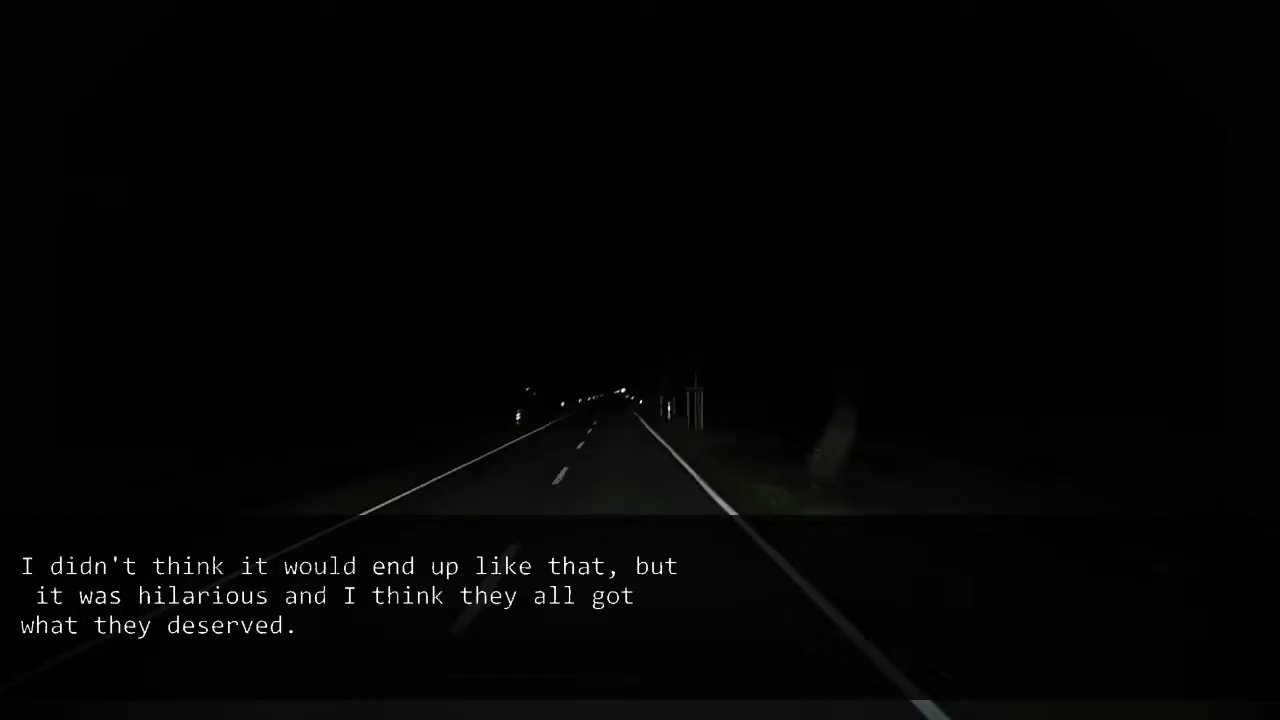 I didn't think it would end up like that, but
it was hilarious and I think they all got
what they deserved.